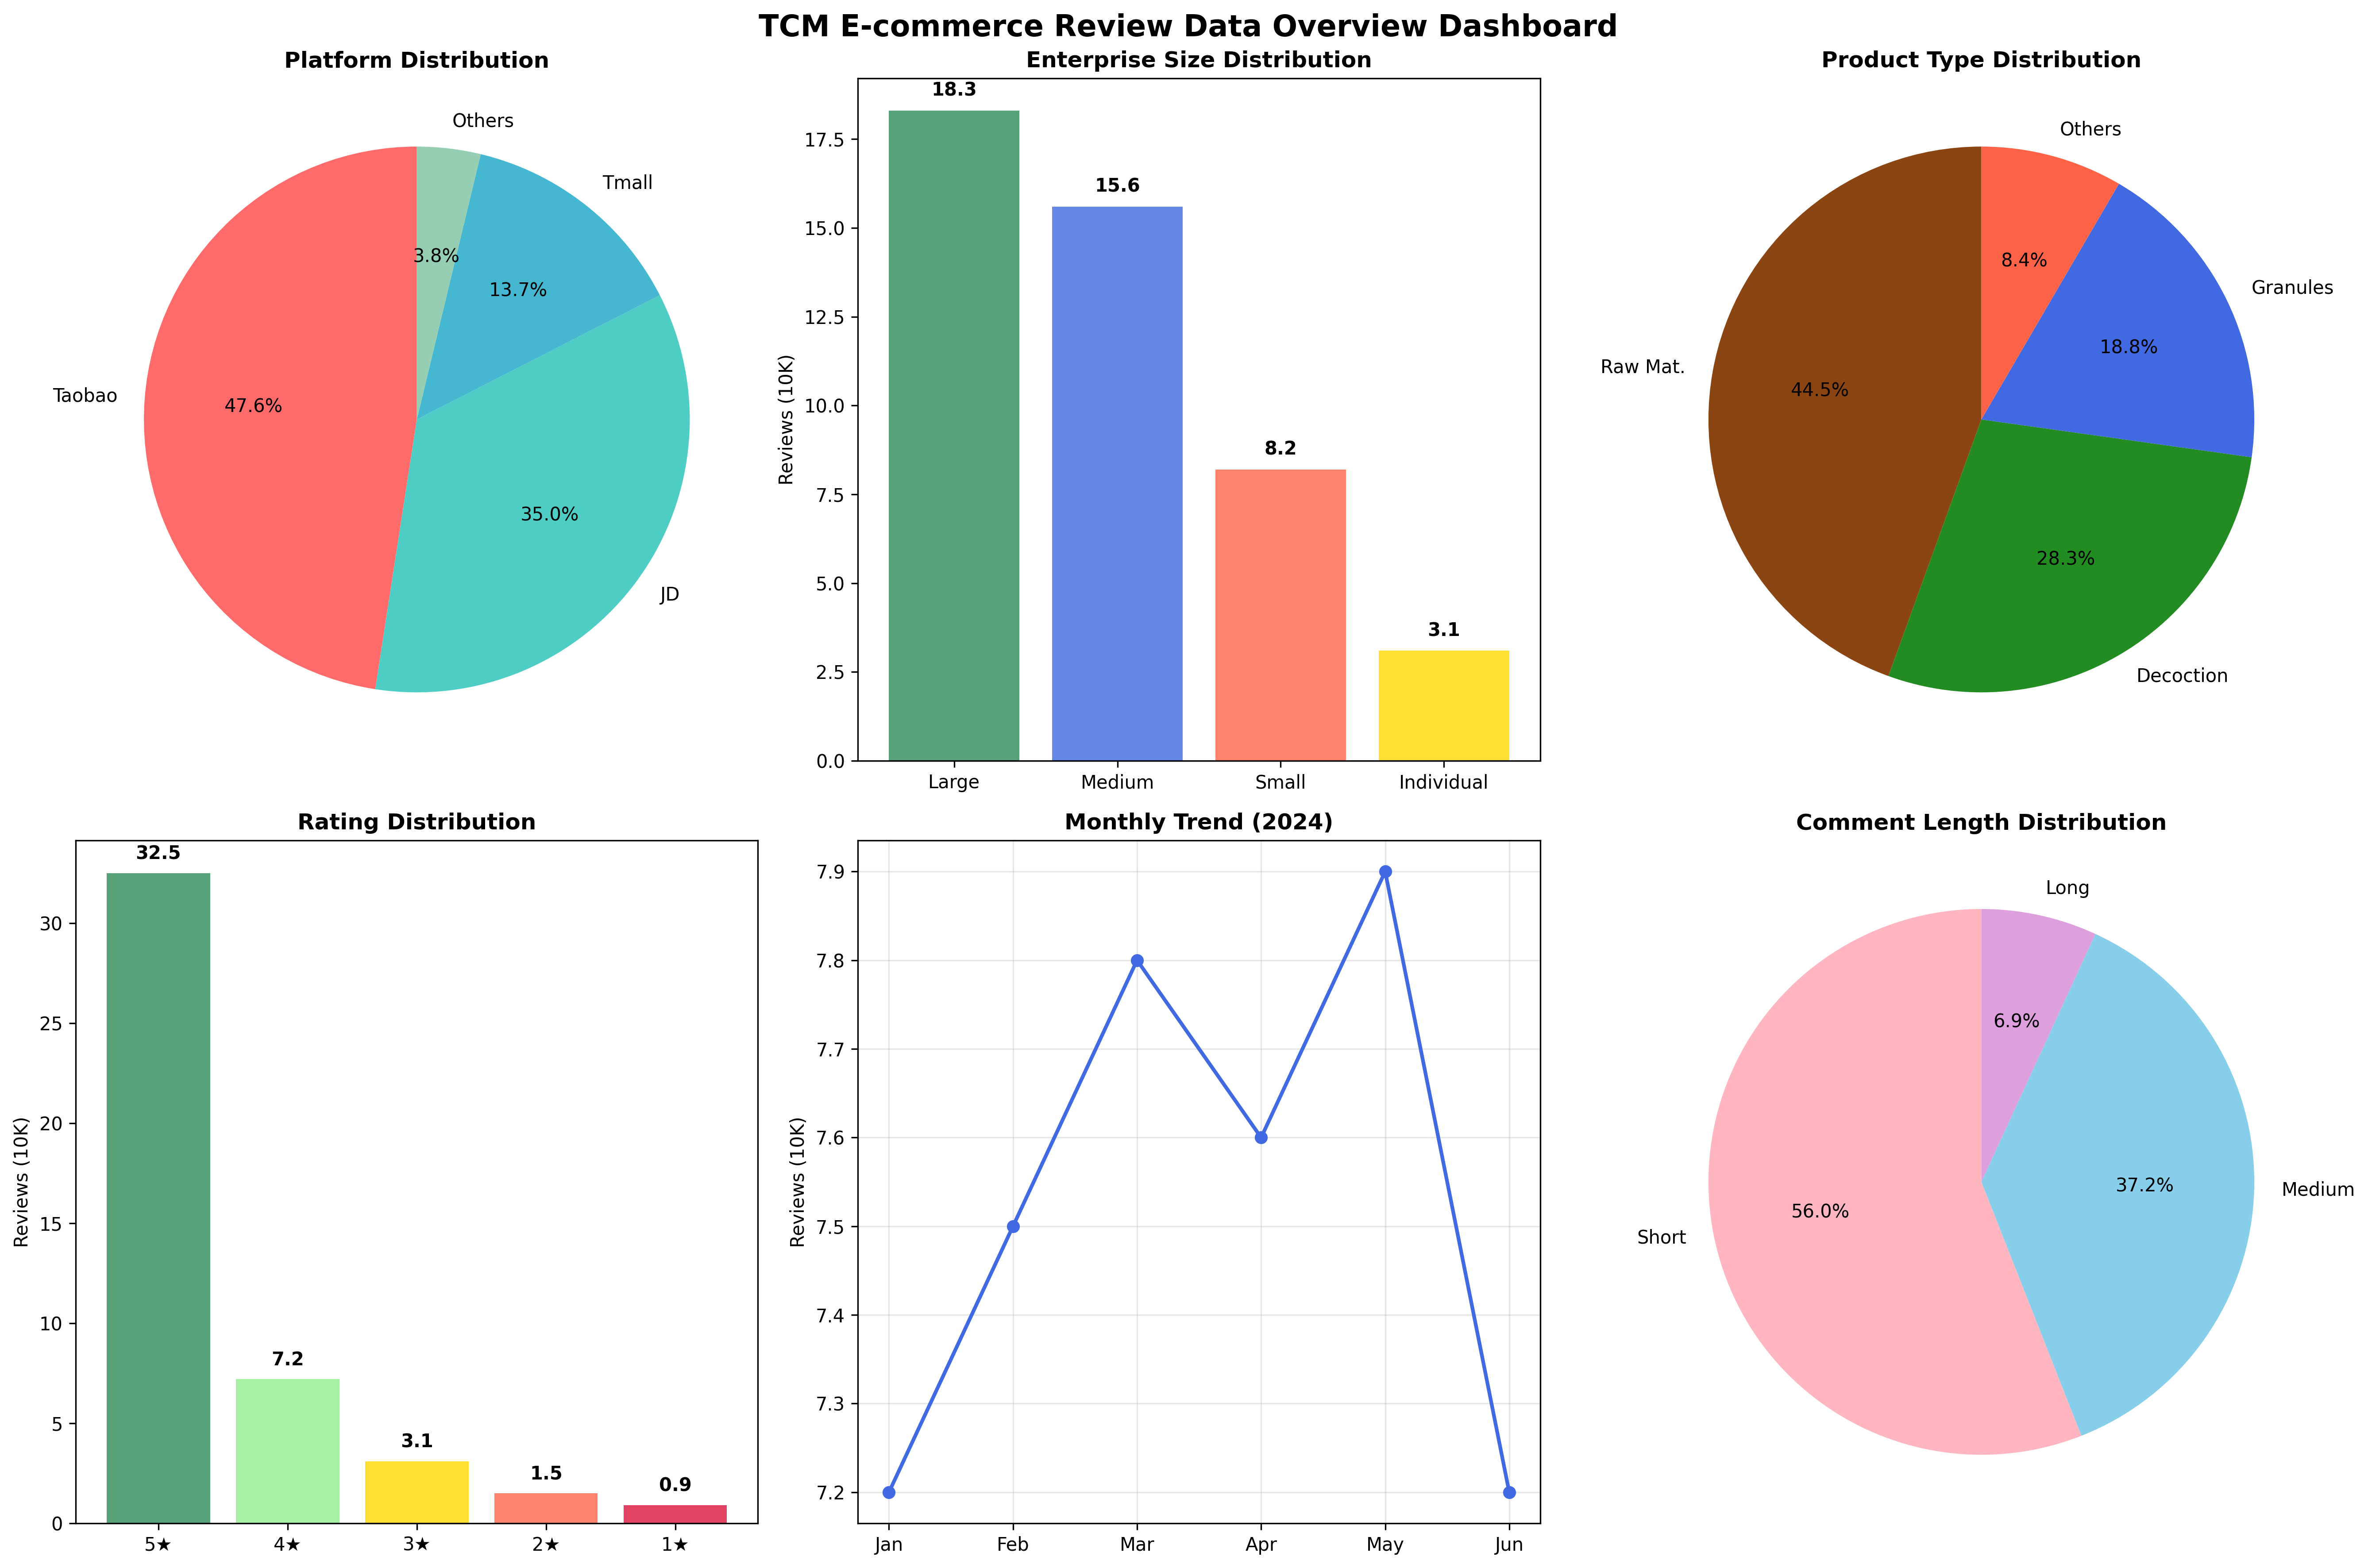 TCM E-commerce Review Data Overview Dashboard
Platform Distribution
Others
Tmall
3.8%
13.7%
Taobao
47.6%
35.0%
JD
Enterprise Size Distribution
Reviews (10K)
17.5
15.0
12.5
10.0
7.5
5.0
2.5
0.0
18.3
15.6
8.2
3.1
Large
Medium
Small
Individual
Product Type Distribution
Others
8.4%
Granules
18.8%
Raw Mat.
44.5%
28.3%
Decoction
Rating Distribution
Reviews (10K)
30
25
20
15
10
5
0
32.5
7.2
3.1
1.5
0.9
5★
4★
3★
2★
1★
Monthly Trend (2024)
Reviews (10K)
7.9
7.8
7.7
7.6
7.5
7.4
7.3
7.2
Jan
Feb
Mar
Apr
May
Jun
Comment Length Distribution
Long
6.9%
37.2%
Medium
56.0%
Short